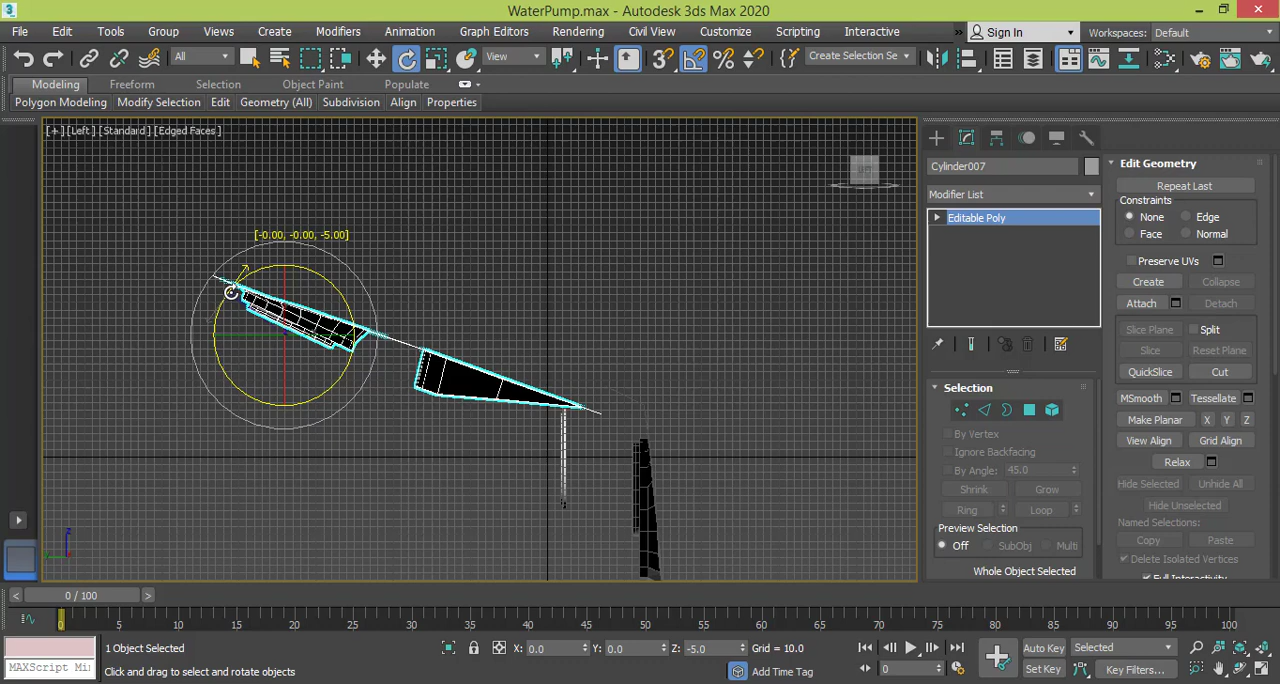 WaterPump.max - Autodesk 3ds Max 2020
File Edit Tools Group Views Create Modifiers Animation Graph Editors Rendering Civil View Customize Scripting Interactive » Sign In Workspaces: Default
All View Create Selection Se
Modeling Freeform Selection Object Paint Populate
Polygon Modeling Modify Selection Edit Geometry (All) Subdivision Align Properties
[+] [Left] [Standard] [Edged Faces]
[-0.00, -0.00, -5.00]
Cylinder007
Modifier List
Editable Poly
Selection
By Vertex
Ignore Backfacing
By Angle: 45.0
Shrink Grow
Ring Loop
Preview Selection
Off SubObj Multi
Whole Object Selected
Edit Geometry
Repeat Last
Constraints
None Edge
Face Normal
Preserve UVs
Create Collapse
Attach Detach
Slice Plane Split
Slice Reset Plane
QuickSlice Cut
MSmooth Tessellate
Make Planar X Y Z
View Align Grid Align
Relax
Hide Selected Unhide All
Hide Unselected
Named Selections:
Copy Paste
Delete Isolated Vertices
Full Interactivity
z
< 0 / 100 >
0 5 10 15 20 25 30 35 40 45 50 55 60 65 70 75 80 85 90 95 100
1 Object Selected X: 0.0 Y: 0.0 Z: -5.0 Grid = 10.0 Auto Key Selected
MAXScript Mi Click and drag to select and rotate objects Add Time Tag 0 Set Key Key Filters...